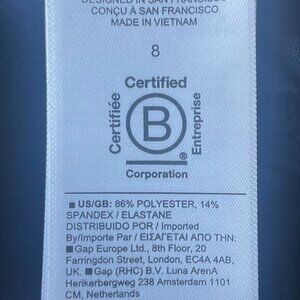 DESIGNED IN SAN FRANCISCO
CONÇU À SAN FRANCISCO
MADE IN VIETNAM
8
Certified
Certifiée
B
Entreprise
®
Corporation
■ US/GB: 86% POLYESTER, 14%
SPANDEX / ELASTANE
DISTRIBUIDO POR / Imported
By/Importe Par / ΕΙΣΑΓΕΤΑΙ ΑΠΟ ΤΗΝ:
■ Gap Europe Ltd., 8th Floor, 20
Farringdon Street, London, EC4A 4AB,
UK. ■ Gap (RHC) B.V. Luna ArenA
Herikerbergweg 238 Amsterdam 1101
CM, Netherlands